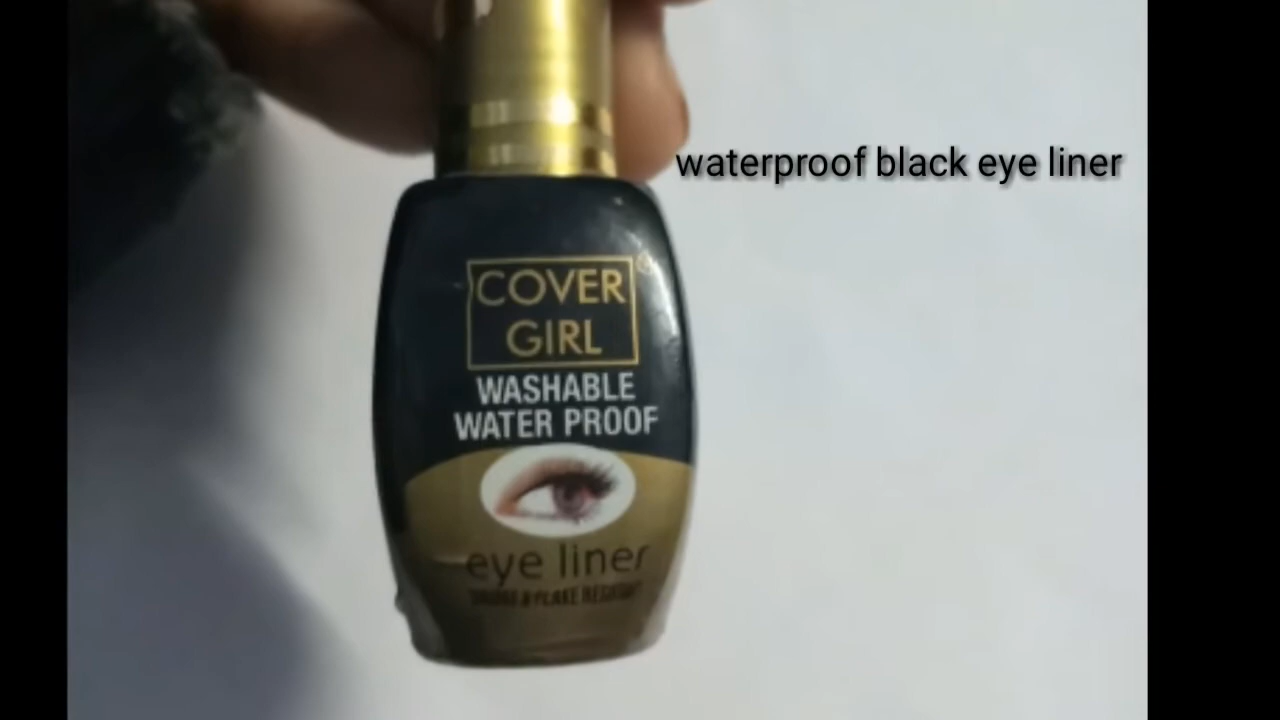 waterproof black eye liner
COVER
GIRL
WASHABLE
WATER PROOF
eye liner